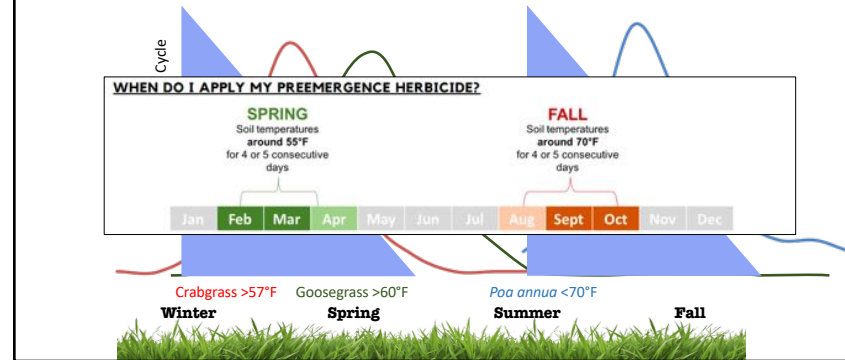 Cycle
WHEN DO I APPLY MY PREEMERGENCE HERBICIDE?
SPRING
Soil temperatures
around 55°F
for 4 or 5 consecutive
days
FALL
Soil temperatures
around 70°F
for 4 or 5 consecutive
days
Jan Feb Mar Apr May Jun Jul Aug Sept Oct Nov Dec
Crabgrass >57°F Goosegrass >60°F Poa annua <70°F
Winter Spring Summer Fall